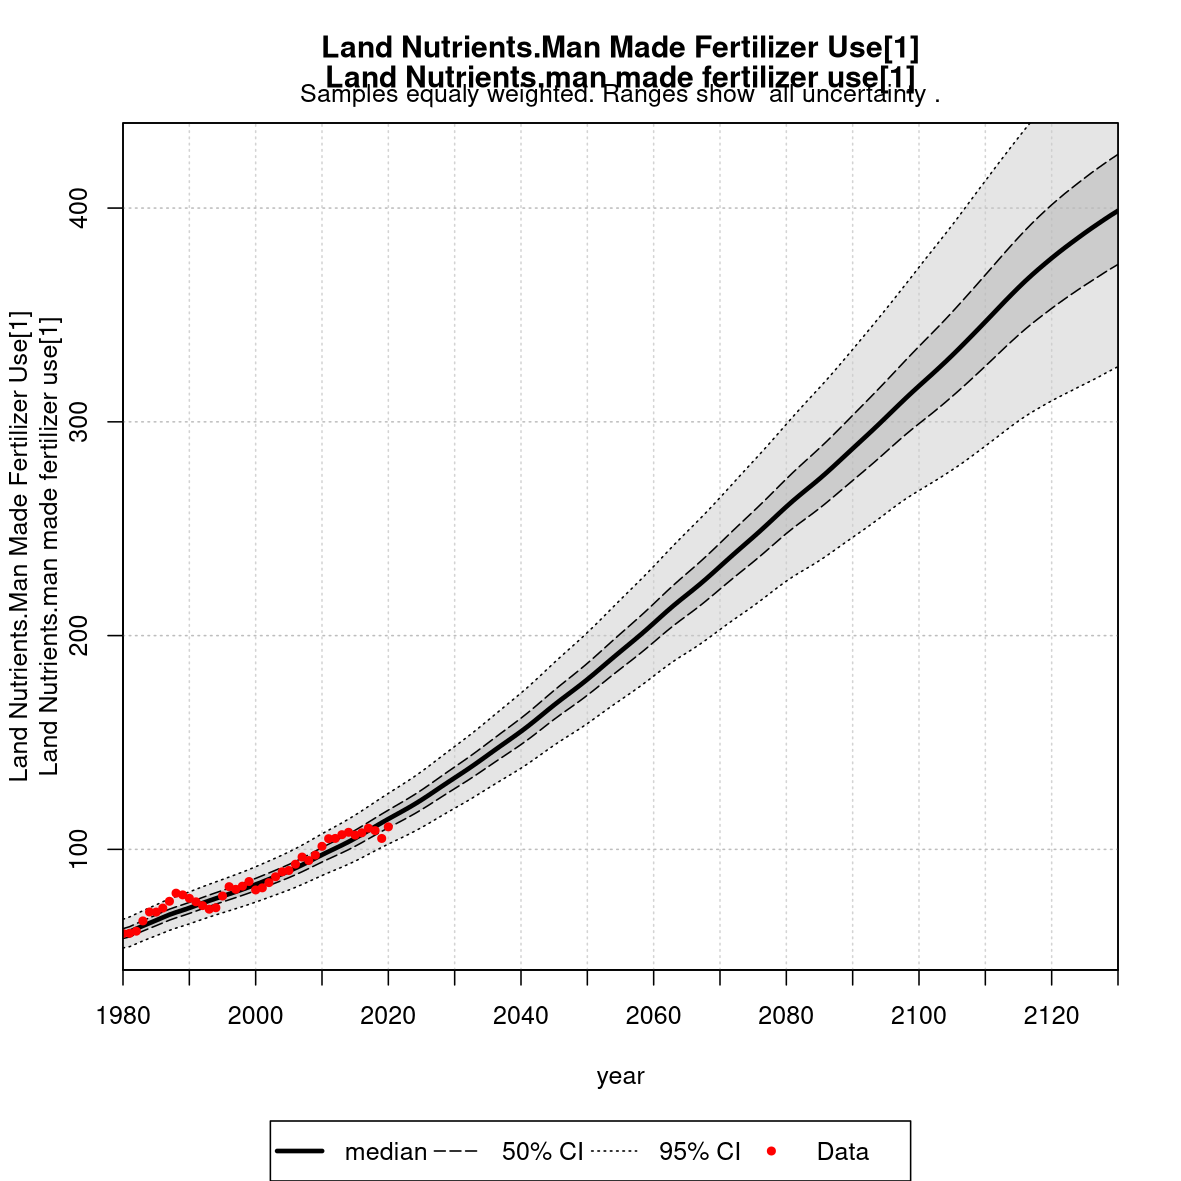 Land Nutrients.Man Made Fertilizer Use[1]
Land Nutrients.man made fertilizer use[1]
Samples equaly weighted. Ranges show  all uncertainty .
Land Nutrients.Man Made Fertilizer Use[1]
Land Nutrients.man made fertilizer use[1]
400
300
200
100
1980 2000 2020 2040 2060 2080 2100 2120
year
median 50% CI 95% CI Data